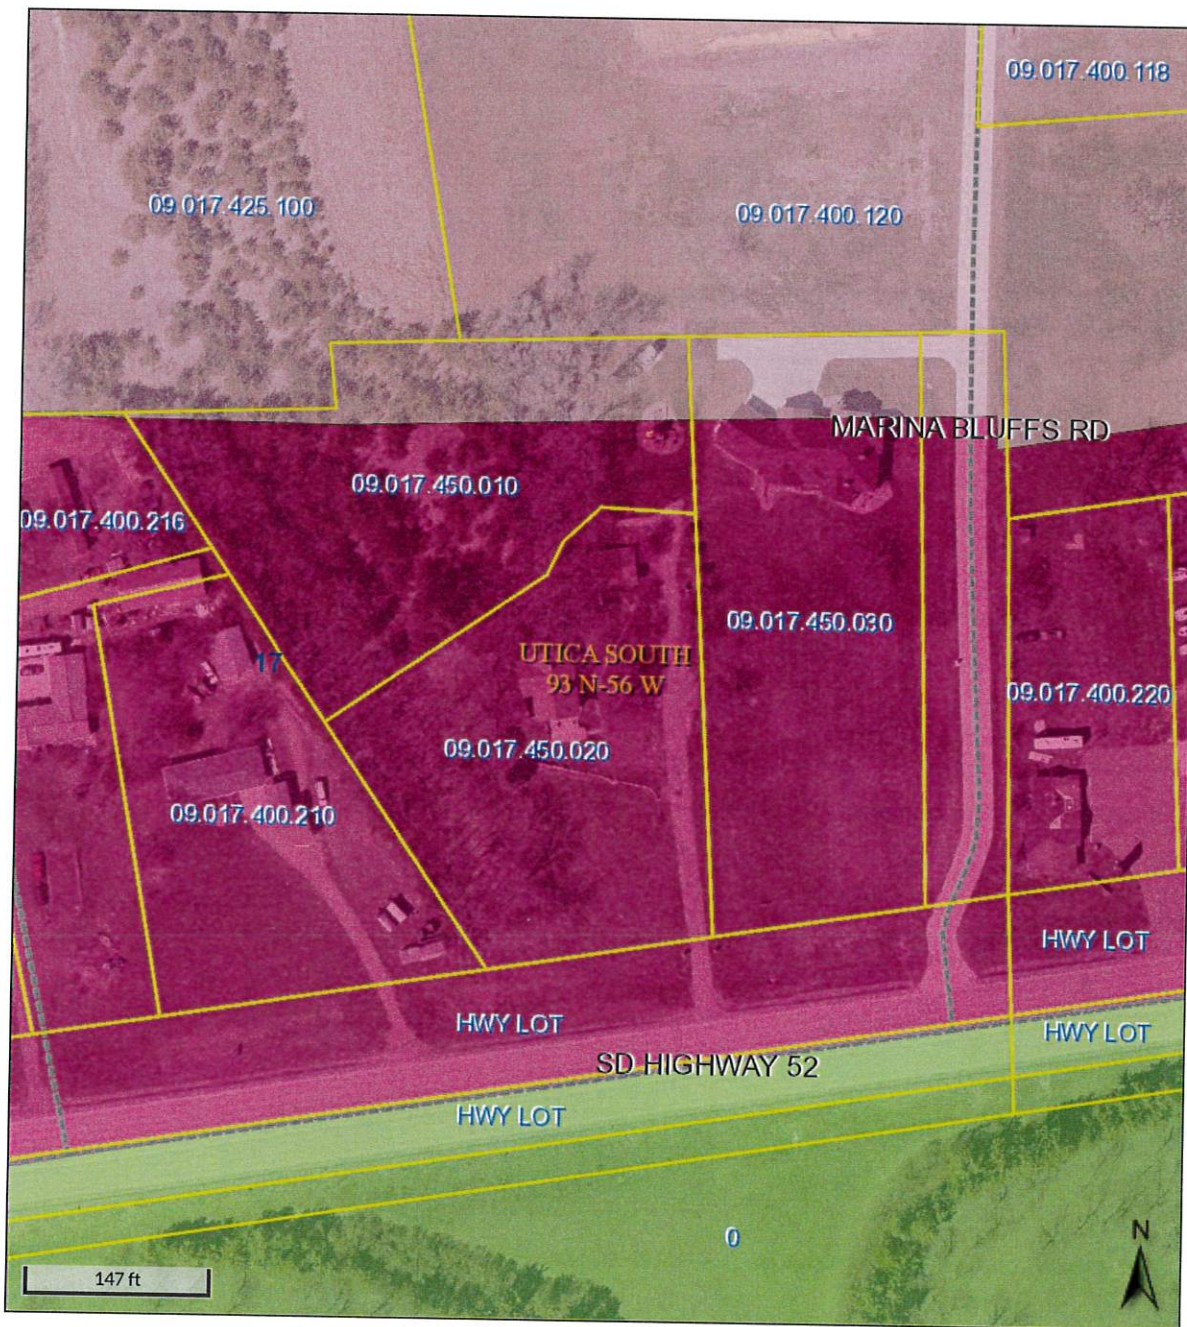 09.017.400.118
09.017.425.100
09.017.400.120
MARINA BLUFFS RD
09.017.450.010
09.017.400.216
09.017.450.030
UTICA SOUTH
93 N-56 W
17
09.017.400.220
09.017.450.020
09.017.400.210
HWY LOT
HWY LOT
HWY LOT
SD HIGHWAY 52
HWY LOT
0
N
147 ft